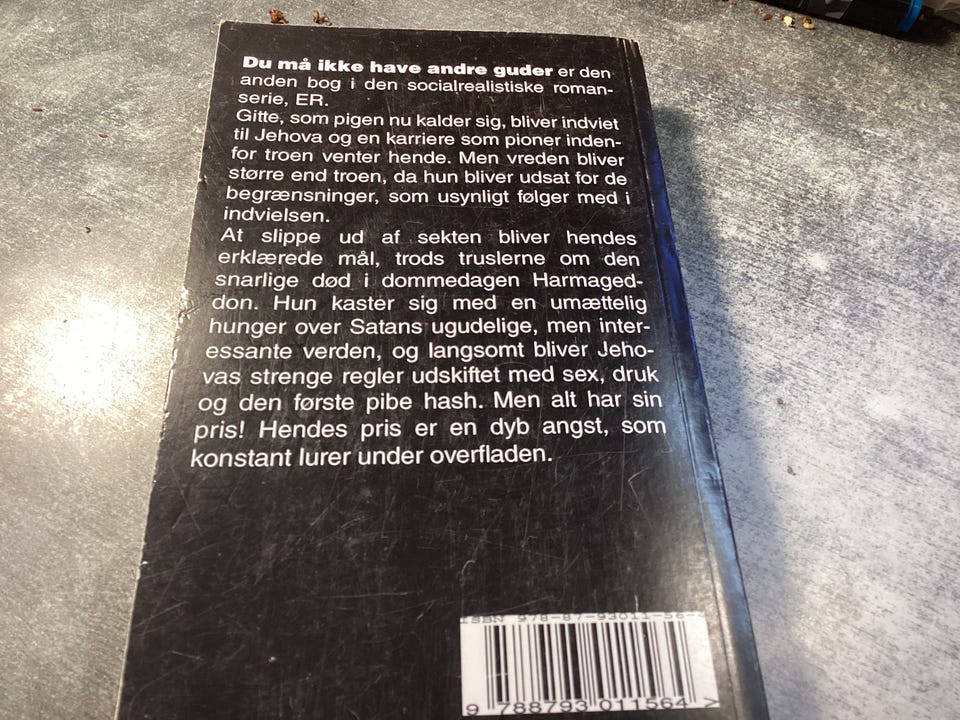 Du må ikke have andre guder er den
anden bog i den socialrealistiske roman-
serie, ER.
Gitte, som pigen nu kalder sig, bliver indviet
til Jehova og en karriere som pioner inden-
for troen venter hende. Men vreden bliver
større end troen, da hun bliver udsat for de
begrænsninger, som usynligt følger med i
indvielsen.
At slippe ud af sekten bliver hendes
erklærede mål, trods truslerne om den
snarlige død i dommedagen Harmaged-
don. Hun kaster sig med en umættelig
hunger over Satans ugudelige, men inter-
essante verden, og langsomt bliver Jeho-
vas strenge regler udskiftet med sex, druk
og den første pibe hash. Men alt har sin
pris! Hendes pris er en dyb angst, som
konstant lurer under overfladen.
ISBN 978-87-93011-56-
9 788793 011564 >